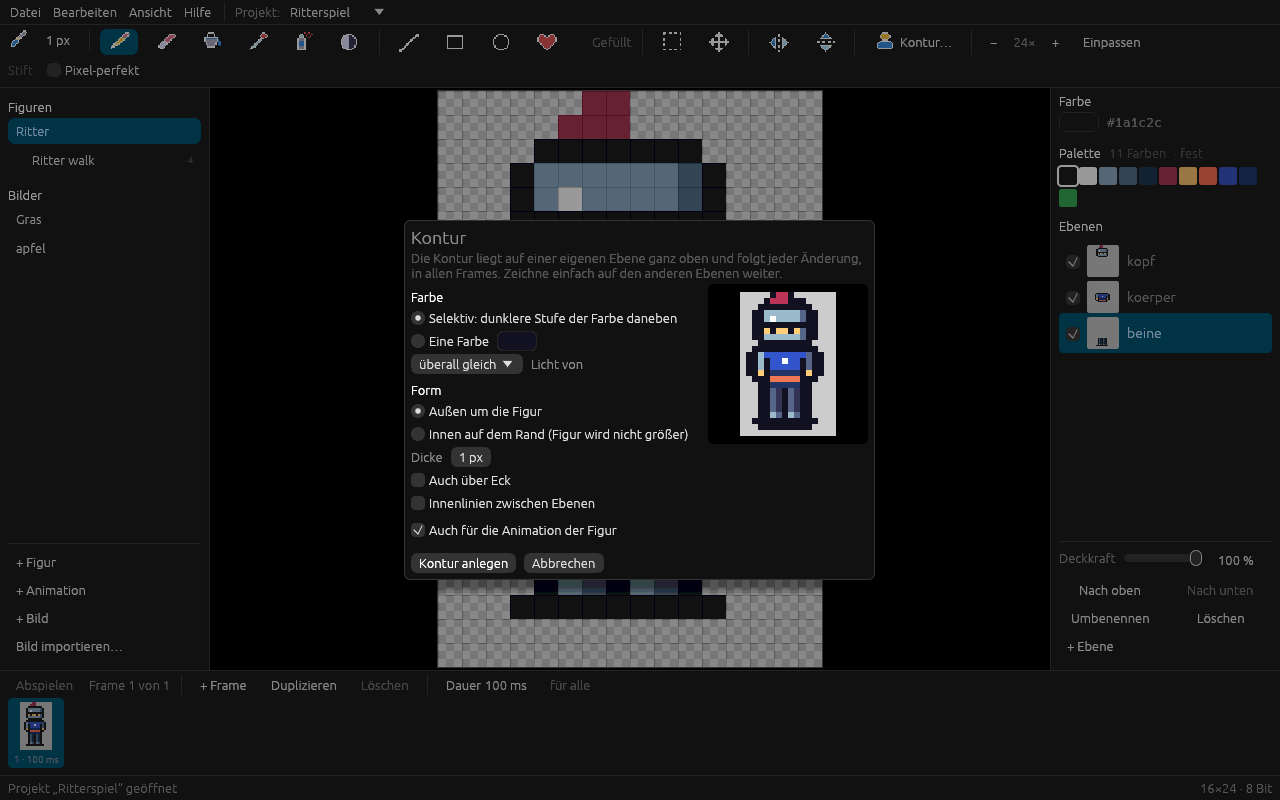 Datei Bearbeiten Ansicht Hilfe Projekt: Ritterspiel
1 px Gefüllt Kontur... − 24× + Einpassen
Stift Pixel-perfekt
Figuren
Ritter
Ritter walk 4
Bilder
Gras
apfel
+ Figur
+ Animation
+ Bild
Bild importieren...
Kontur
Die Kontur liegt auf einer eigenen Ebene ganz oben und folgt jeder Änderung,
in allen Frames. Zeichne einfach auf den anderen Ebenen weiter.
Farbe
Selektiv: dunklere Stufe der Farbe daneben
Eine Farbe
überall gleich Licht von
Form
Außen um die Figur
Innen auf dem Rand (Figur wird nicht größer)
Dicke 1 px
Auch über Eck
Innenlinien zwischen Ebenen
Auch für die Animation der Figur
Kontur anlegen Abbrechen
Farbe
#1a1c2c
Palette 11 Farben · fest
Ebenen
kopf
koerper
beine
Deckkraft 100 %
Nach oben Nach unten
Umbenennen Löschen
+ Ebene
Abspielen Frame 1 von 1 + Frame Duplizieren Löschen Dauer 100 ms für alle
1 · 100 ms
Projekt „Ritterspiel“ geöffnet 16×24 · 8 Bit